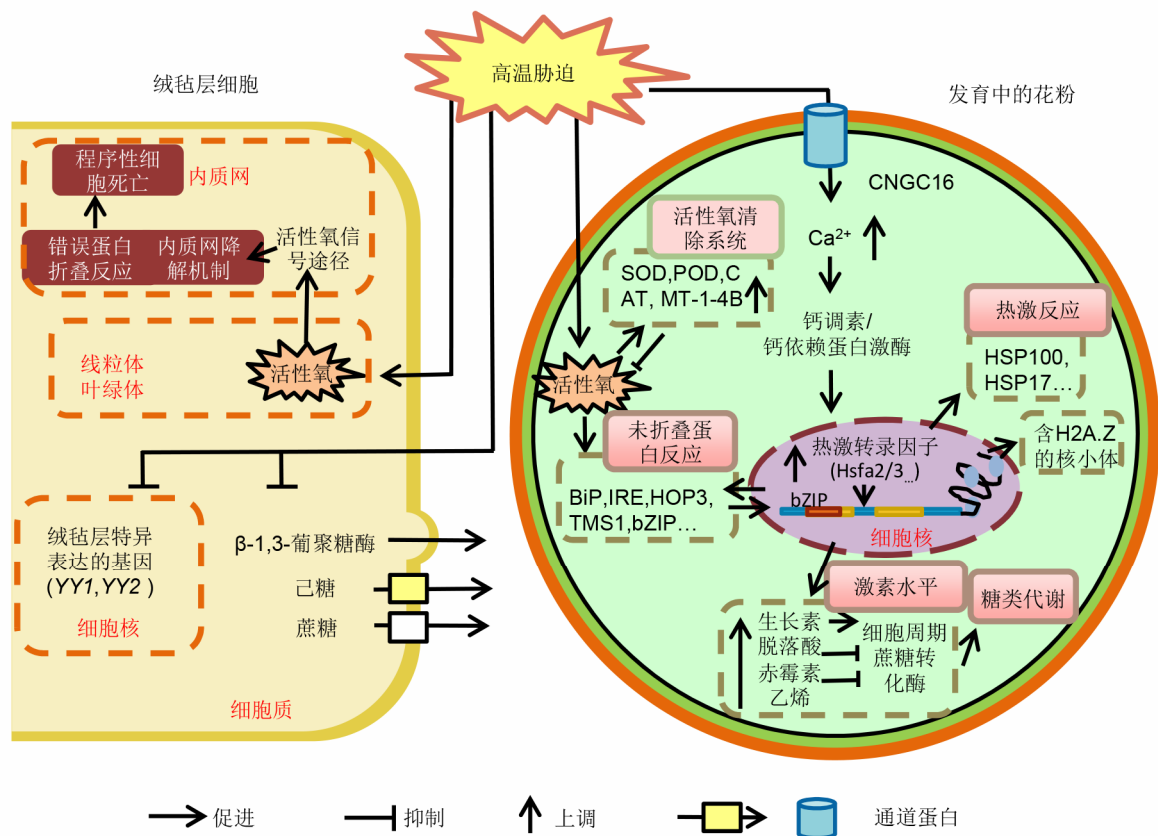 高温胁迫
绒毡层细胞
发育中的花粉
程序性细
胞死亡
内质网
错误蛋白
折叠反应
内质网降
解机制
活性氧信
号途径
线粒体
叶绿体
活性氧
绒毡层特异
表达的基因
(YY1,YY2 )
细胞核
β-1,3-葡聚糖酶
己糖
蔗糖
细胞质
CNGC16
Ca²⁺
钙调素/
钙依赖蛋白激酶
活性氧清
除系统
SOD,POD,C
AT, MT-1-4B
活性氧
未折叠蛋
白反应
BiP,IRE,HOP3,
TMS1,bZIP...
热激反应
HSP100,
HSP17...
含H2A.Z
的核小体
热激转录因子
(Hsfa2/3...)
bZIP
细胞核
激素水平
糖类代谢
生长素
脱落酸
赤霉素
乙烯
细胞周期
蔗糖转
化酶
促进
抑制
上调
通道蛋白